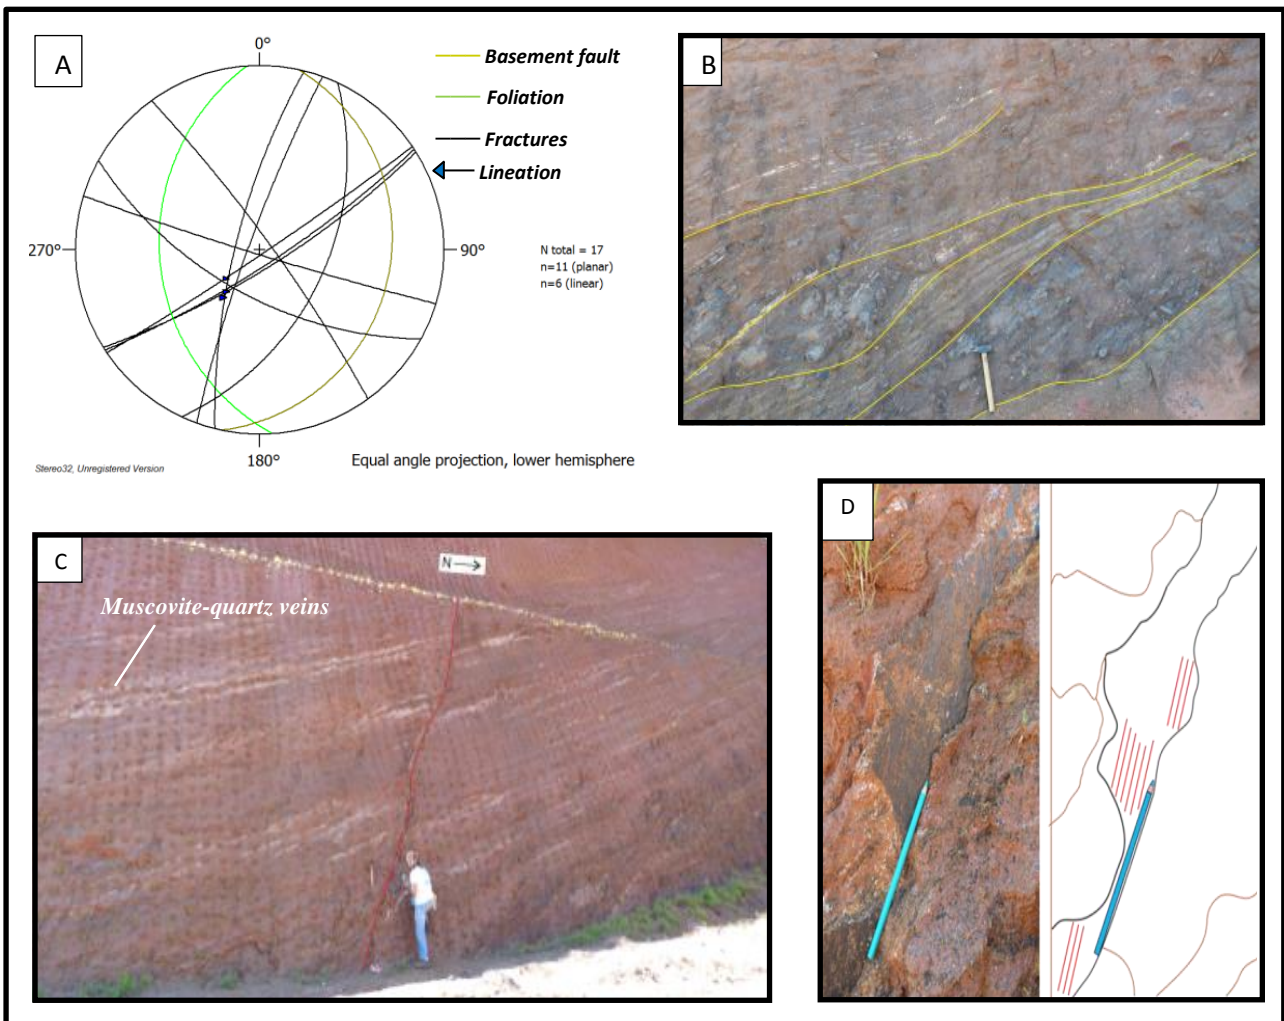 A
0°
Basement fault
Foliation
Fractures
Lineation
270°
90°
N total = 17
n=11 (planar)
n=6 (linear)
180°
Equal angle projection, lower hemisphere
Stereo32, Unregistered Version
B
C
N
Muscovite-quartz veins
D